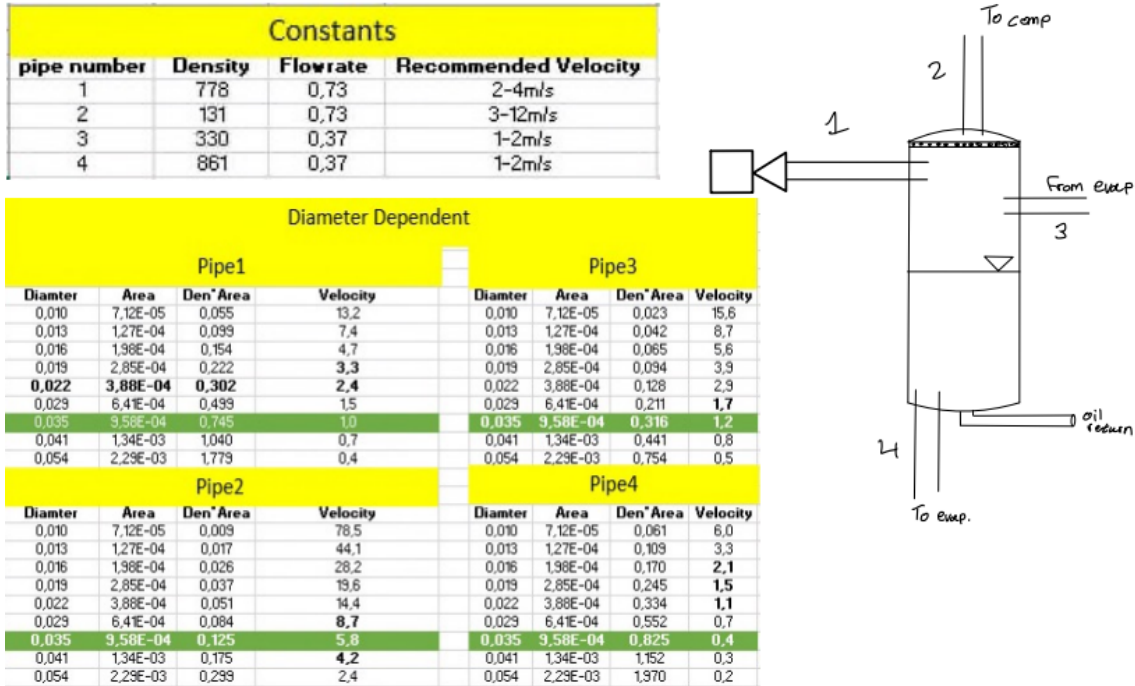 Constants
pipe number Density Flowrate Recommended Velocity
1 778 0,73 2-4m/s
2 131 0,73 3-12m/s
3 330 0,37 1-2m/s
4 861 0,37 1-2m/s
Diameter Dependent
Pipe1
Diamter Area Den*Area Velocity
0,010 7,12E-05 0,055 13,2
0,013 1,27E-04 0,099 7,4
0,016 1,98E-04 0,154 4,7
0,019 2,85E-04 0,222 3,3
0,022 3,88E-04 0,302 2,4
0,029 6,41E-04 0,499 1,5
0,035 9,58E-04 0,745 1,0
0,041 1,34E-03 1,040 0,7
0,054 2,29E-03 1,779 0,4
Pipe3
Diamter Area Den*Area Velocity
0,010 7,12E-05 0,023 15,6
0,013 1,27E-04 0,042 8,7
0,016 1,98E-04 0,065 5,6
0,019 2,85E-04 0,094 3,9
0,022 3,88E-04 0,128 2,9
0,029 6,41E-04 0,211 1,7
0,035 9,58E-04 0,316 1,2
0,041 1,34E-03 0,441 0,8
0,054 2,29E-03 0,754 0,5
Pipe2
Diamter Area Den*Area Velocity
0,010 7,12E-05 0,009 78,5
0,013 1,27E-04 0,017 44,1
0,016 1,98E-04 0,026 28,2
0,019 2,85E-04 0,037 19,6
0,022 3,88E-04 0,051 14,4
0,029 6,41E-04 0,084 8,7
0,035 9,58E-04 0,125 5,8
0,041 1,34E-03 0,175 4,2
0,054 2,29E-03 0,299 2,4
Pipe4
Diamter Area Den*Area Velocity
0,010 7,12E-05 0,061 6,0
0,013 1,27E-04 0,109 3,3
0,016 1,98E-04 0,170 2,1
0,019 2,85E-04 0,245 1,5
0,022 3,88E-04 0,334 1,1
0,029 6,41E-04 0,552 0,7
0,035 9,58E-04 0,825 0,4
0,041 1,34E-03 1,152 0,3
0,054 2,29E-03 1,970 0,2
To comp
2
1
From evap
3
oil
return
4
To evap.